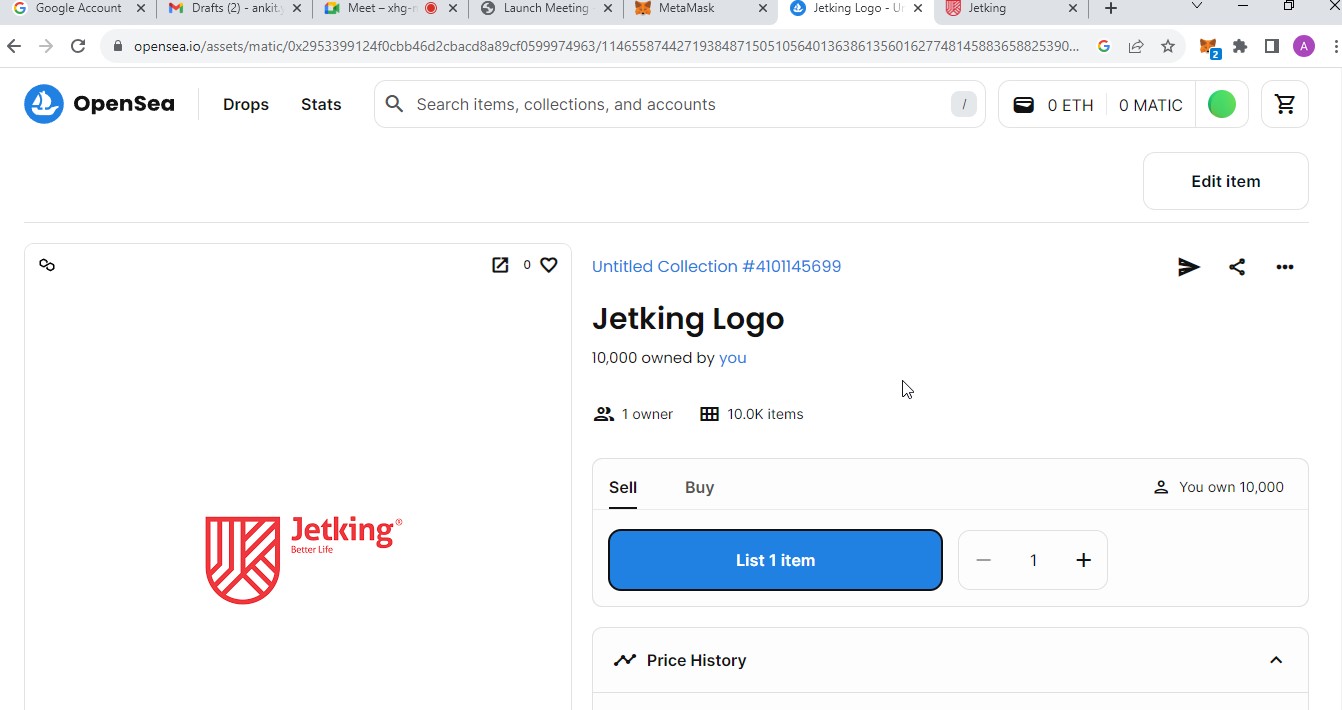 Google Account
Drafts (2) - ankit.
Meet – xhg-
Launch Meeting -
MetaMask
Jetking Logo - Un
Jetking
opensea.io/assets/matic/0x2953399124f0cbb46d2cbacd8a89cf0599974963/11465587442719384871505105640136386135601627748145883658825390...
2
A
OpenSea
Drops
Stats
Search items, collections, and accounts
/
0 ETH
0 MATIC
Edit item
0
Untitled Collection #4101145699
Jetking Logo
10,000 owned by you
1 owner
10.0K items
Sell
Buy
You own 10,000
List 1 item
1
Jetking®
Better Life
Price History